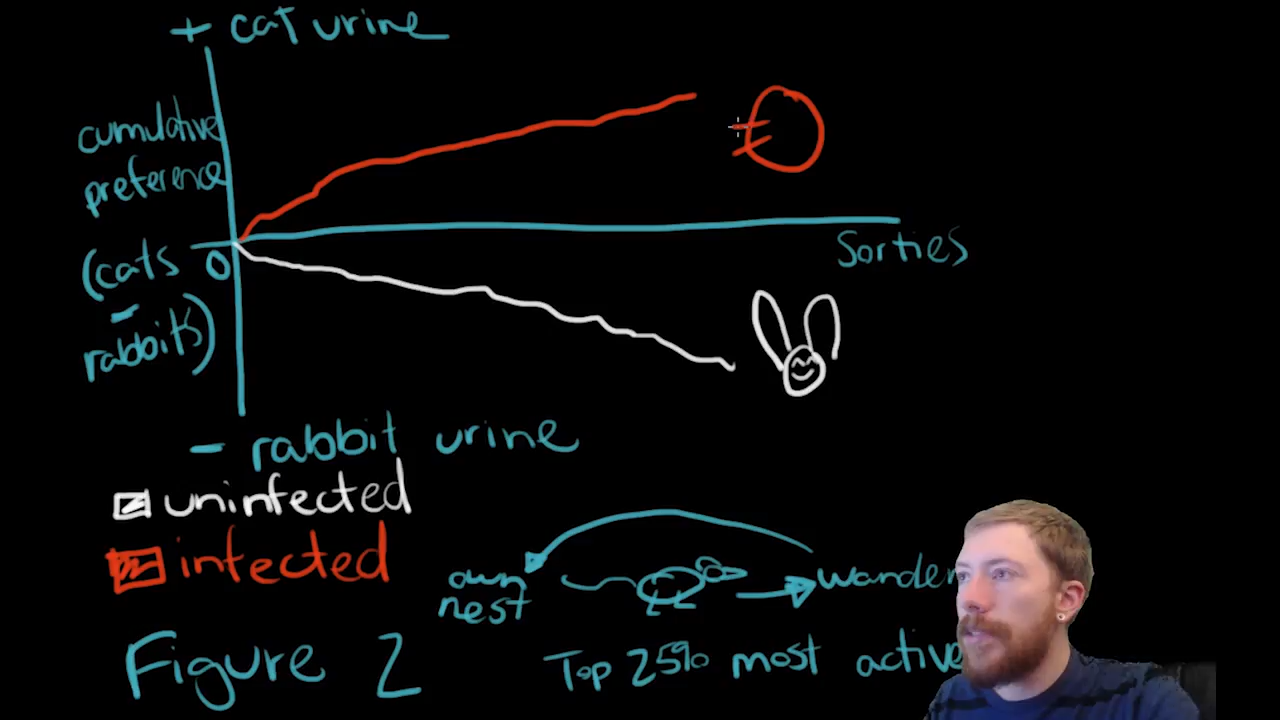 + cat urine
cumulative
preference
(cats
-
rabbits)
0
Sorties
- rabbit urine
uninfected
infected
own
nest
wander
Figure 2
Top 25% most active